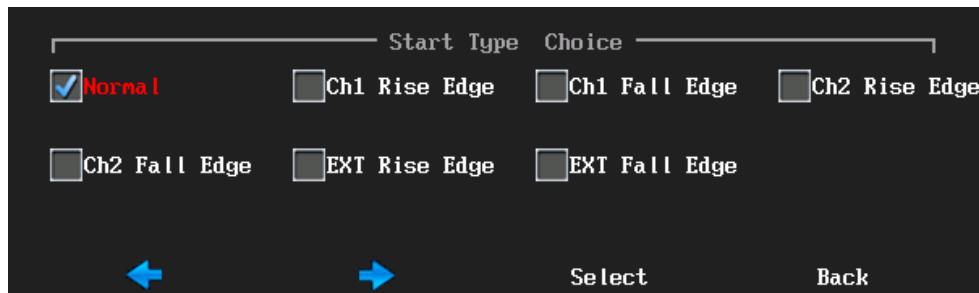 Start Type Choice
Normal Ch1 Rise Edge Ch1 Fall Edge Ch2 Rise Edge
Ch2 Fall Edge EXT Rise Edge EXT Fall Edge
Select Back